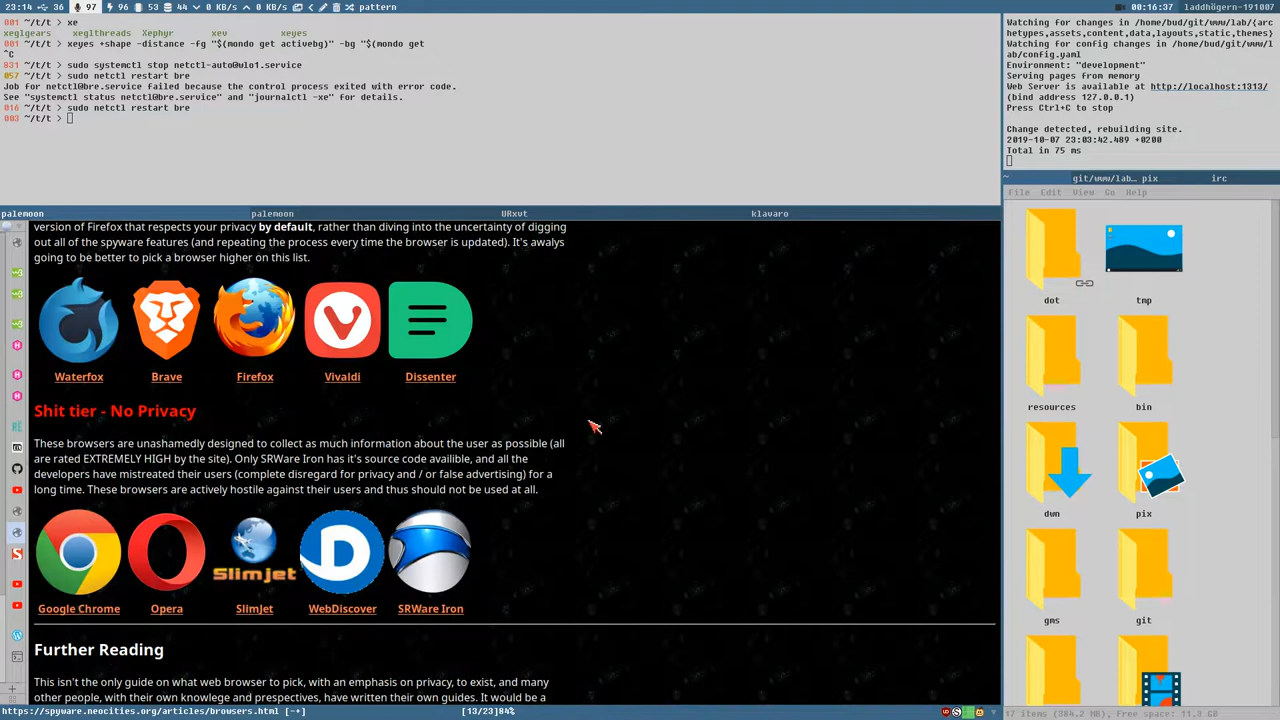 23:14 36 97 96 53 44 0 KB/s 0 KB/s pattern 00:16:37 laddhögern-191007
001 ~/t/t > xe
xeglgears xeglthreads Xephyr xev xeyes
001 ~/t/t > xeyes +shape -distance -fg "$(mondo get activebg)" -bg "$(mondo get
^C
031 ~/t/t > sudo systemctl stop netctl-auto@wlo1.service
057 ~/t/t > sudo netctl restart bre
Job for netctl@bre.service failed because the control process exited with error code.
See "systemctl status netctl@bre.service" and "journalctl -xe" for details.
016 ~/t/t > sudo netctl restart bre
003 ~/t/t >
Watching for changes in /home/bud/git/www/lab/{arc
hetypes,assets,content,data,layouts,static,themes}
Watching for config changes in /home/bud/git/www/l
ab/config.yaml
Environment: "development"
Serving pages from memory
Web Server is available at http://localhost:1313/
(bind address 127.0.0.1)
Press Ctrl+C to stop
Change detected, rebuilding site.
2019-10-07 23:03:42.489 +0200
Total in 75 ms
~ git/www/lab… pix irc
File Edit View Go Help
palemoon palemoon URxvt klavaro
version of Firefox that respects your privacy by default, rather than diving into the uncertainty of digging
out all of the spyware features (and repeating the process every time the browser is updated). It's awalys
going to be better to pick a browser higher on this list.
Waterfox Brave Firefox Vivaldi Dissenter
Shit tier - No Privacy
These browsers are unashamedly designed to collect as much information about the user as possible (all
are rated EXTREMELY HIGH by the site). Only SRWare Iron has it's source code availible, and all the
developers have mistreated their users (complete disregard for privacy and / or false advertising) for a
long time. These browsers are actively hostile against their users and thus should not be used at all.
Slimjet
Google Chrome Opera SlimJet WebDiscover SRWare Iron
Further Reading
This isn't the only guide on what web browser to pick, with an emphasis on privacy, to exist, and many
other people, with their own knowlege and prespectives, have written their own guides. It would be a
https://spyware.neocities.org/articles/browsers.html [-+] [13/23]84%
dot tmp
resources bin
dwn pix
gms git
17 items (384.2 MB), Free space: 11.3 GB